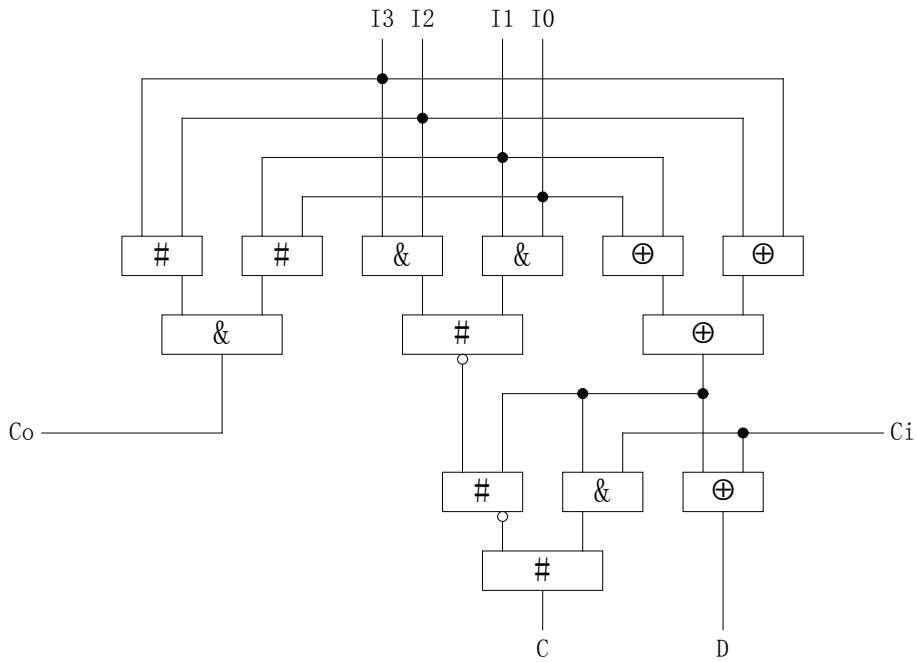 I3 I2 I1 I0
# # & & ⊕ ⊕
& # ⊕
Co Ci
# & ⊕
#
C D